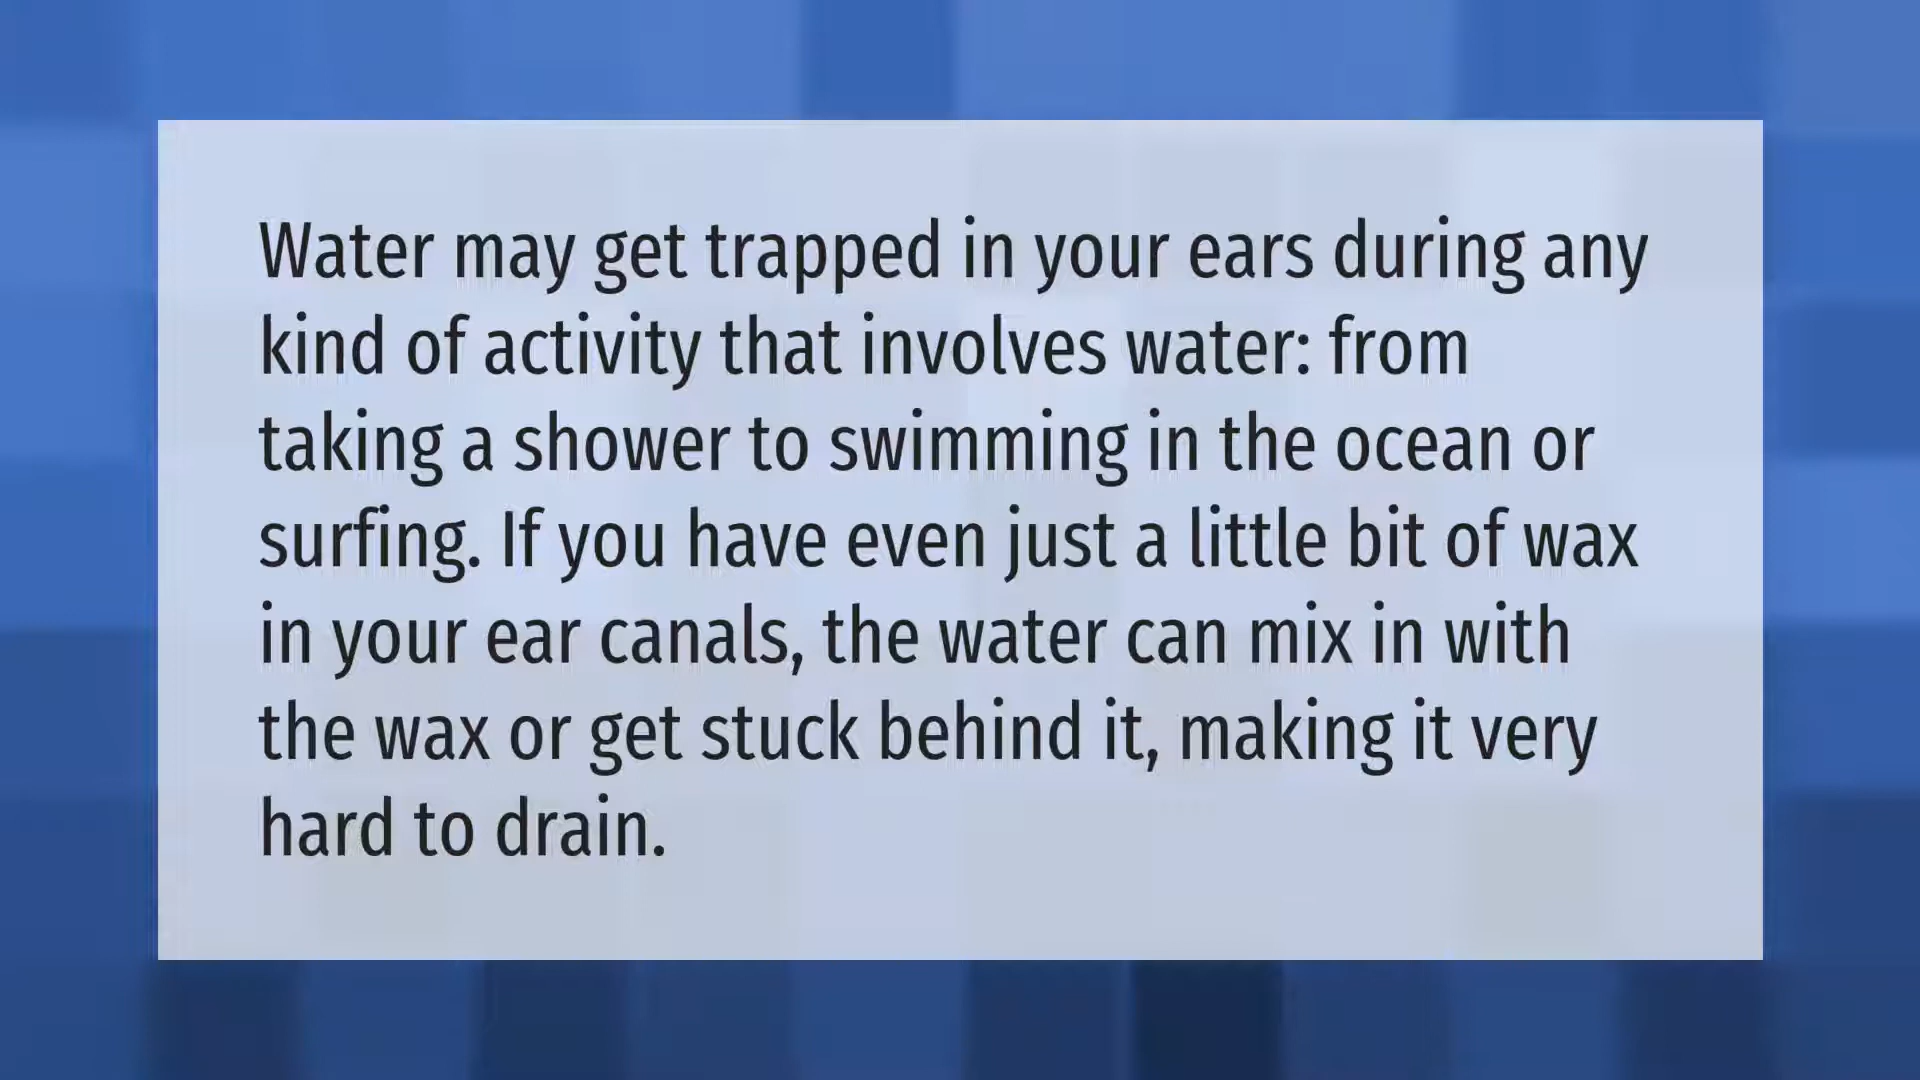 Water may get trapped in your ears during any
kind of activity that involves water: from
taking a shower to swimming in the ocean or
surfing. If you have even just a little bit of wax
in your ear canals, the water can mix in with
the wax or get stuck behind it, making it very
hard to drain.